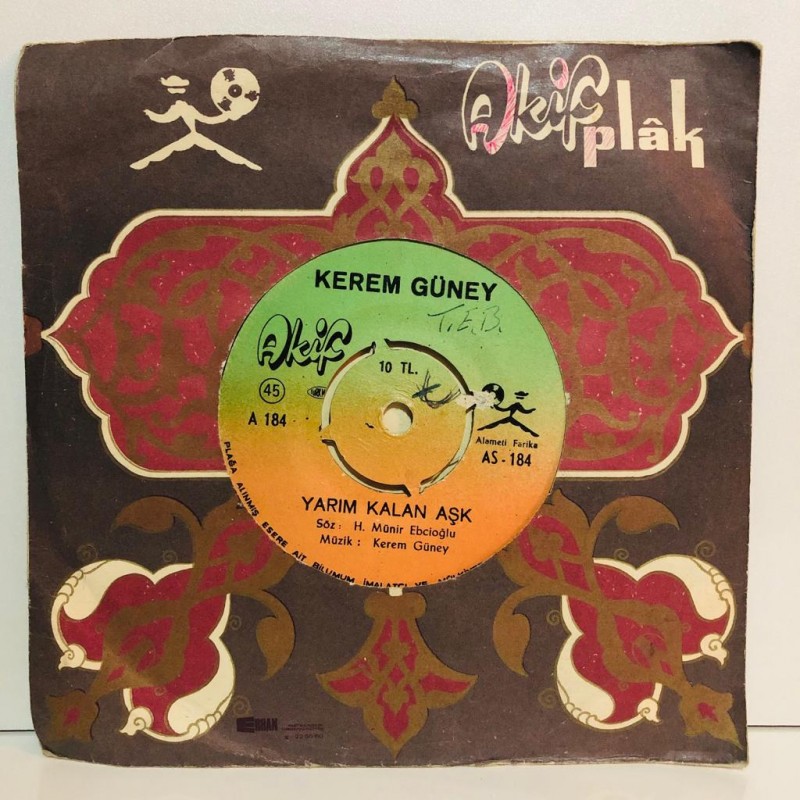 Akif plâk
KEREM GÜNEY
T.E.B.
Akif
10 TL.
45
A 184
Alameti Farika
AS-184
YARIM KALAN AŞK
Söz: H. Münir Ebcioğlu
Müzik: Kerem Güney
PLAĞA ALINMIŞ ESERE AİT BİLUMUM İMALATÇI VE